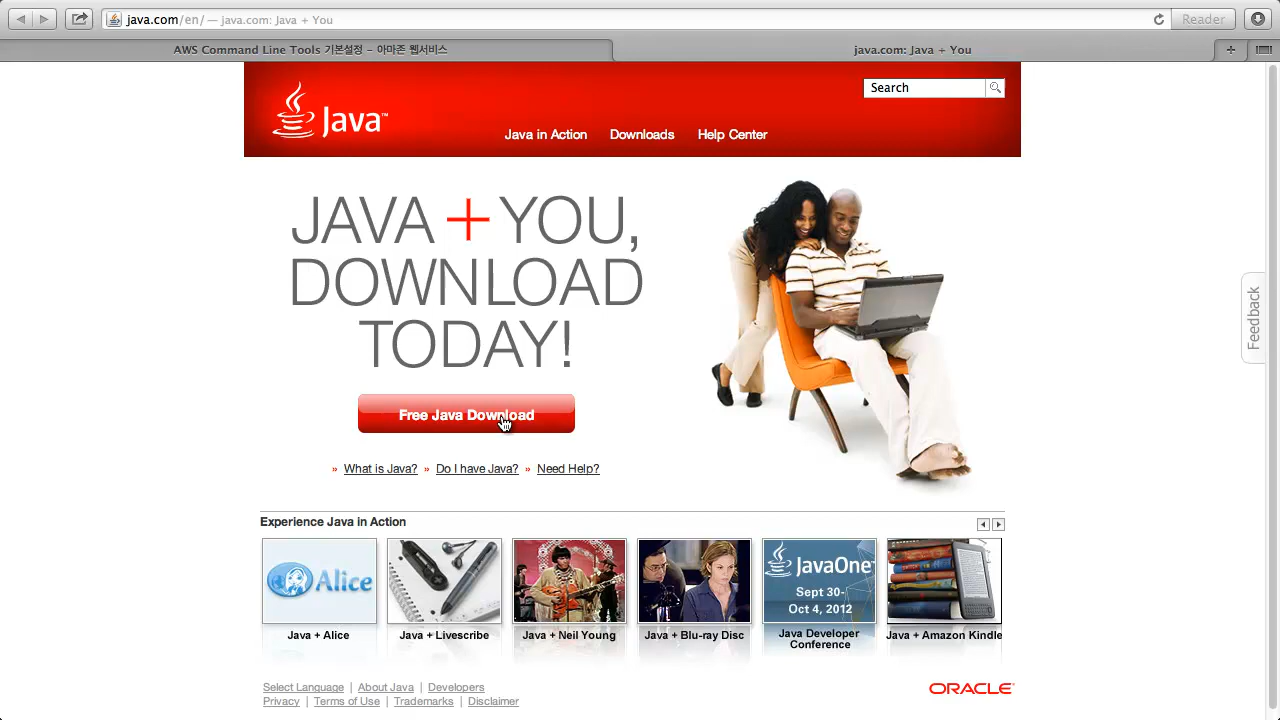 java.com/en/ — java.com: Java + You
Reader
AWS Command Line Tools 기본설정 - 아마존 웹서비스
java.com: Java + You
Java™
Search
Java in Action
Downloads
Help Center
JAVA + YOU,
DOWNLOAD
TODAY!
Free Java Download
» What is Java? » Do I have Java? » Need Help?
Feedback
Experience Java in Action
Alice
JavaOne
Sept 30-
Oct 4, 2012
Java + Alice
Java + Livescribe
Java + Neil Young
Java + Blu-ray Disc
Java Developer
Conference
Java + Amazon Kindle
Select Language | About Java | Developers
Privacy | Terms of Use | Trademarks | Disclaimer
ORACLE